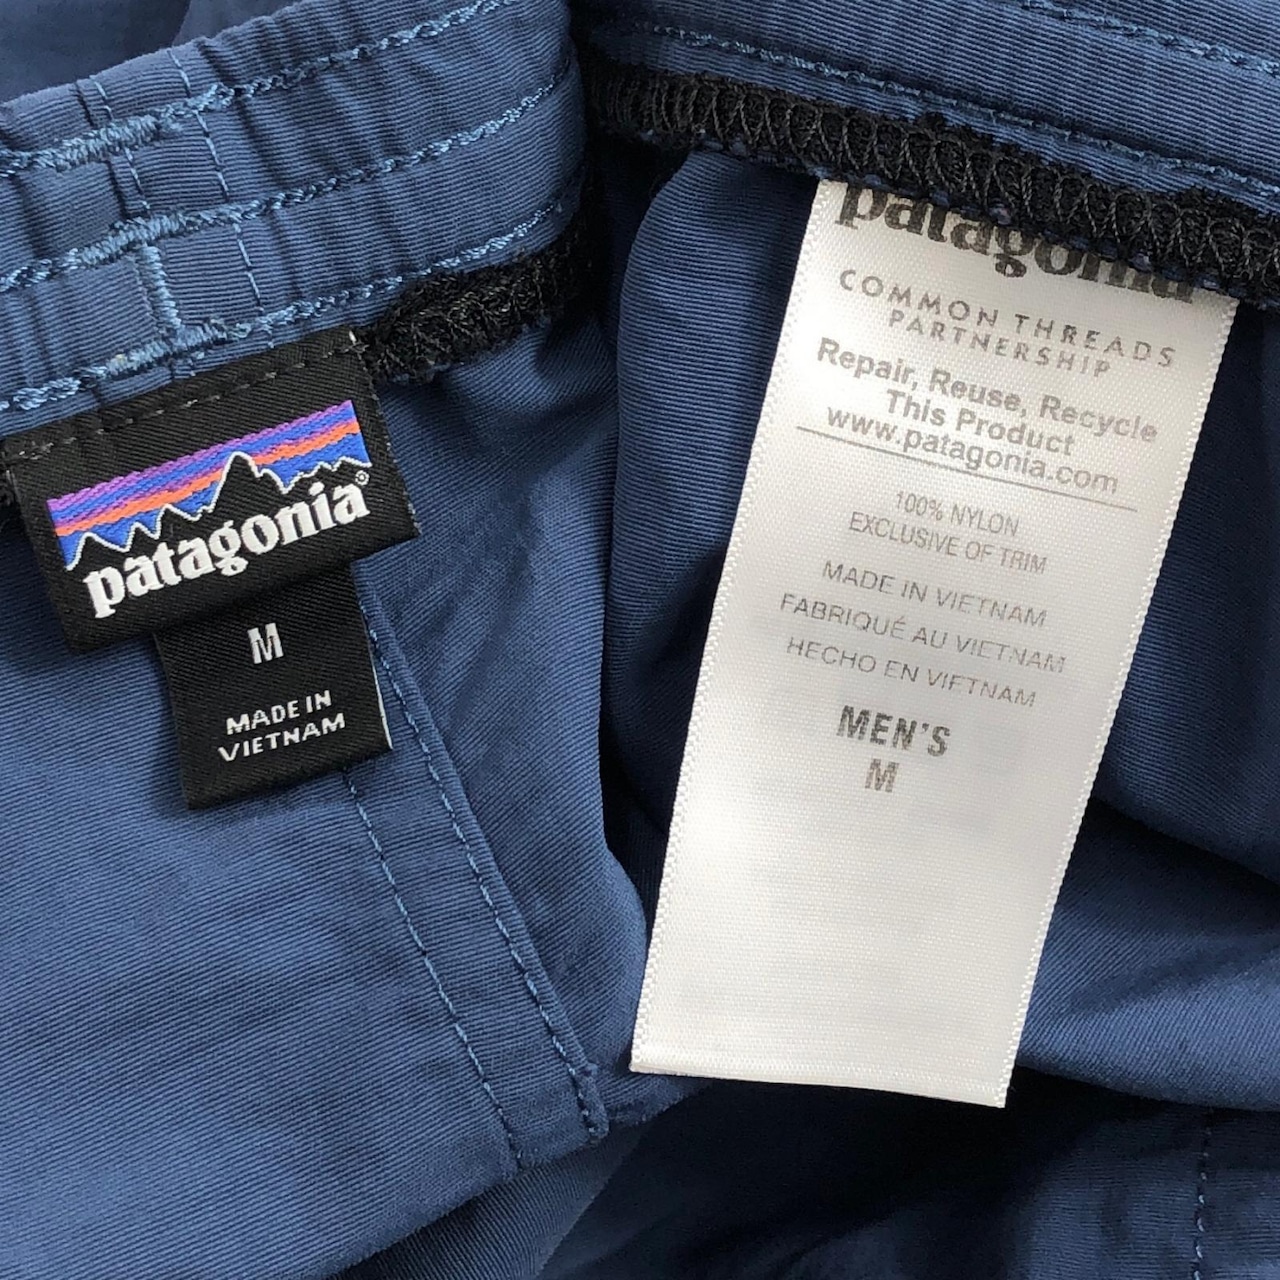 patagonia®
M
MADE IN
VIETNAM
patagonia
COMMON THREADS
PARTNERSHIP
Repair, Reuse, Recycle
This Product
www.patagonia.com
100% NYLON
EXCLUSIVE OF TRIM
MADE IN VIETNAM
FABRIQUÉ AU VIETNAM
HECHO EN VIETNAM
MEN'S
M